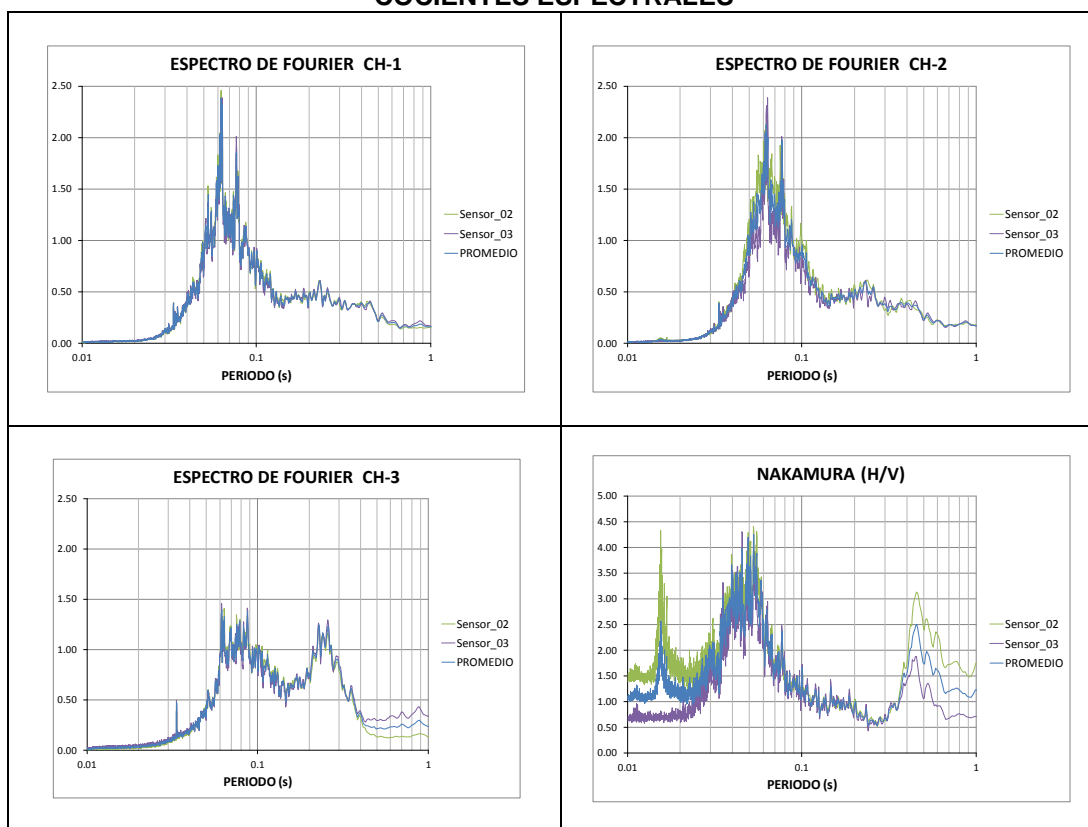 COCIENTES ESPECTRALES
ESPECTRO DE FOURIER CH-1
2.50
2.00
1.50
1.00
0.50
0.00
0.01
0.1
1
PERIODO (s)
Sensor_02
Sensor_03
PROMEDIO
ESPECTRO DE FOURIER CH-2
2.50
2.00
1.50
1.00
0.50
0.00
0.01
0.1
1
PERIODO (s)
Sensor_02
Sensor_03
PROMEDIO
ESPECTRO DE FOURIER CH-3
2.50
2.00
1.50
1.00
0.50
0.00
0.01
0.1
1
PERIODO (s)
Sensor_02
Sensor_03
PROMEDIO
NAKAMURA (H/V)
5.00
4.50
4.00
3.50
3.00
2.50
2.00
1.50
1.00
0.50
0.00
0.01
0.1
1
PERIODO (s)
Sensor_02
Sensor_03
PROMEDIO